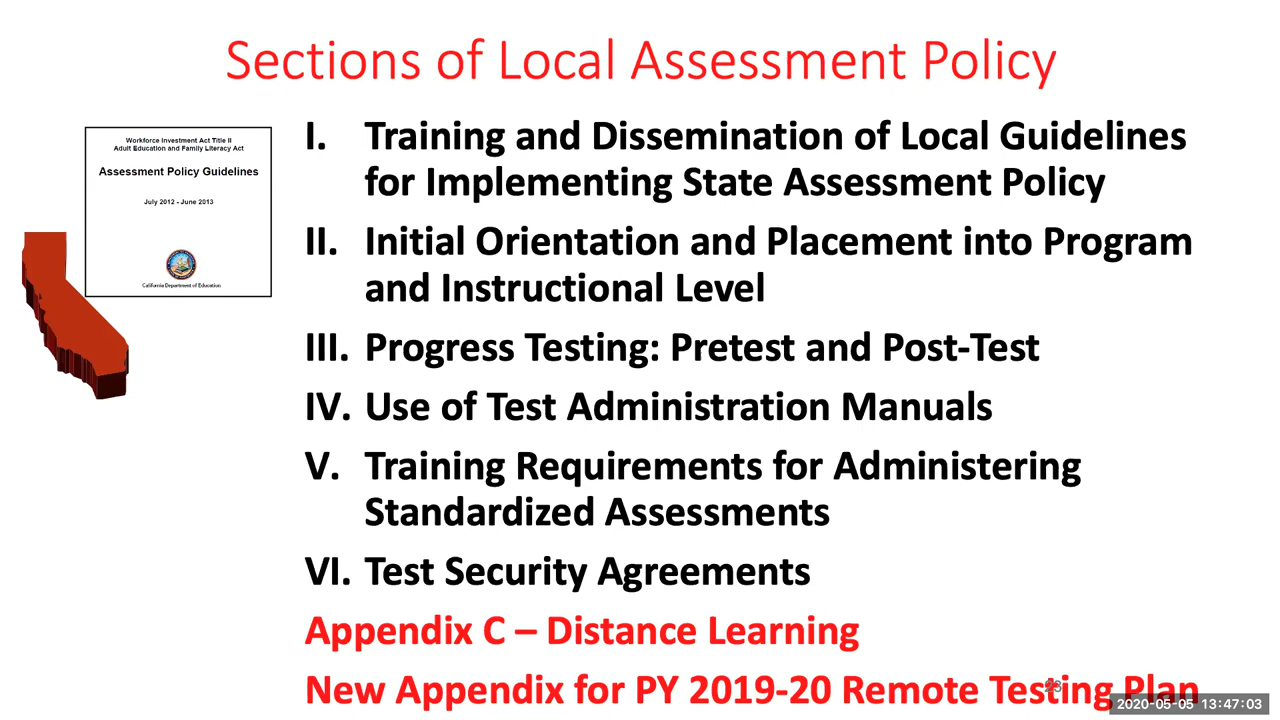 Sections of Local Assessment Policy
Workforce Investment Act Title II
Adult Education and Family Literacy Act
Assessment Policy Guidelines
July 2012 - June 2013
California Department of Education
I. Training and Dissemination of Local Guidelines
for Implementing State Assessment Policy
II. Initial Orientation and Placement into Program
and Instructional Level
III. Progress Testing: Pretest and Post-Test
IV. Use of Test Administration Manuals
V. Training Requirements for Administering
Standardized Assessments
VI. Test Security Agreements
Appendix C – Distance Learning
New Appendix for PY 2019-20 Remote Testing Plan
23
2020-05-05 13:47:03